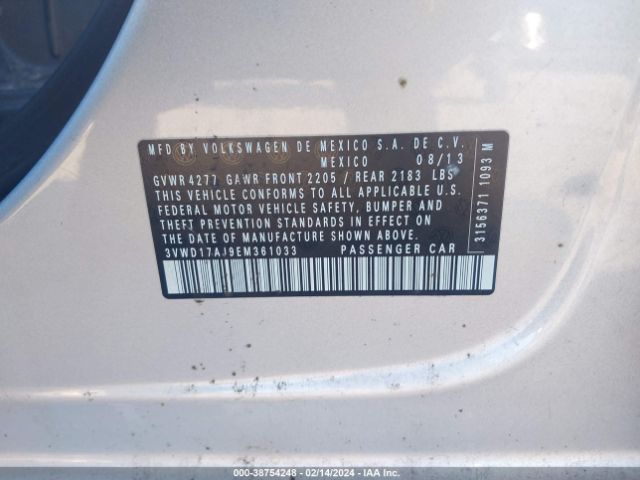 MFD BY VOLKSWAGEN DE MEXICO S.A. DE C.V.
MEXICO 08/13
GVWR 4277 GAWR FRONT 2205 / REAR 2183 LBS
THIS VEHICLE CONFORMS TO ALL APPLICABLE U.S.
FEDERAL MOTOR VEHICLE SAFETY, BUMPER AND
THEFT PREVENTION STANDARDS IN EFFECT ON
THE DATE OF MANUFACTURE SHOWN ABOVE.
3VWD17AJ9EM361033 PASSENGER CAR
3156371 1093 M
000-38754248 - 02/14/2024 - IAA Inc.